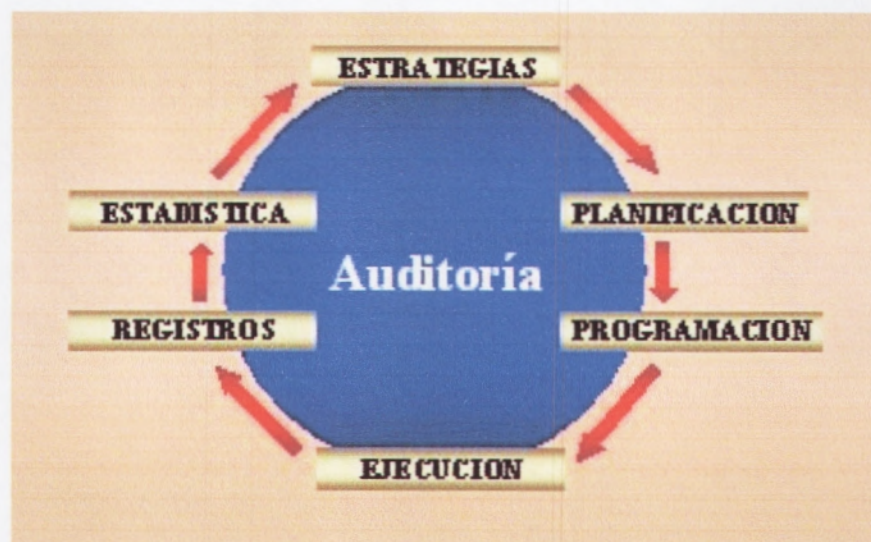 ESTRATEGIAS
ESTADISTICA
PLANIFICACION
Auditoría
REGISTROS
PROGRAMACION
EJECUCION